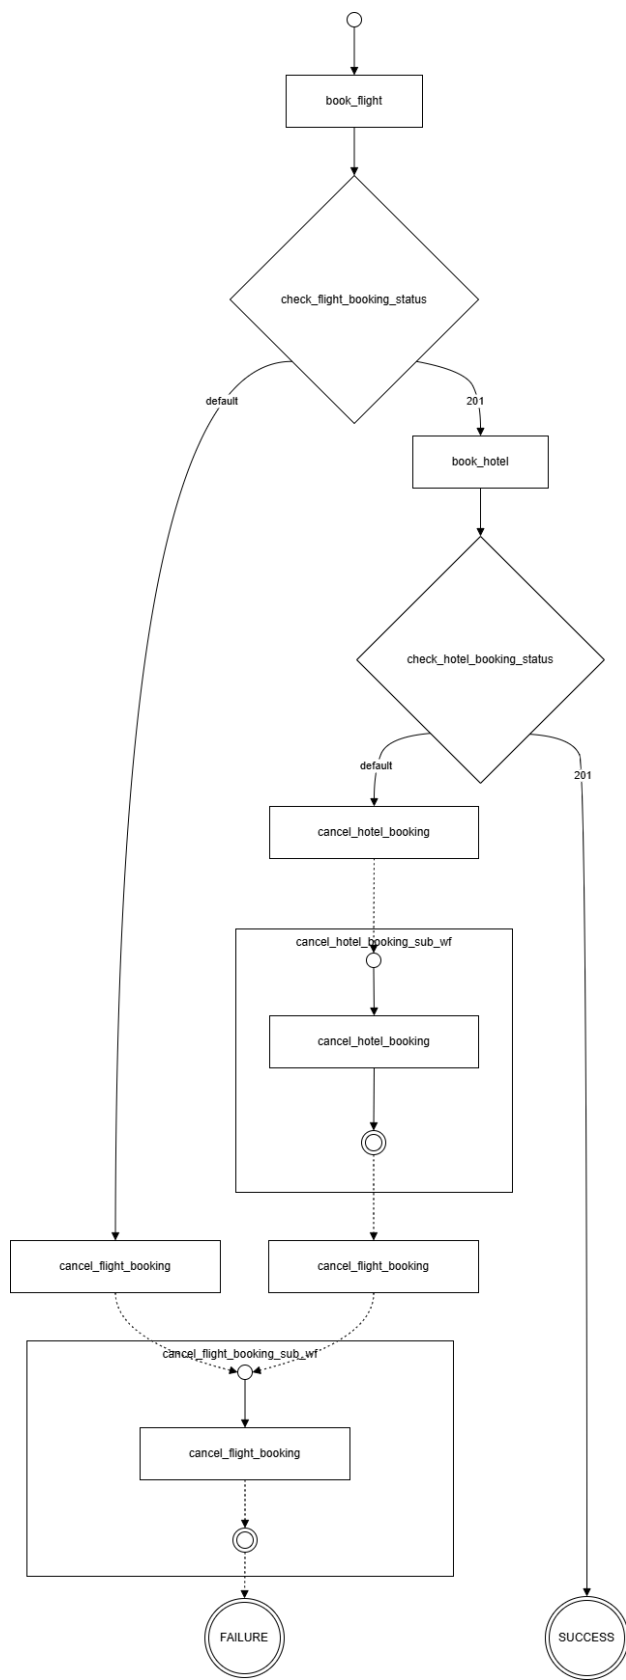 book_flight
check_flight_booking_status
default
201
book_hotel
check_hotel_booking_status
default
201
cancel_hotel_booking
cancel_hotel_booking_sub_wf
cancel_hotel_booking
cancel_flight_booking
cancel_flight_booking
cancel_flight_booking_sub_wf
cancel_flight_booking
FAILURE
SUCCESS